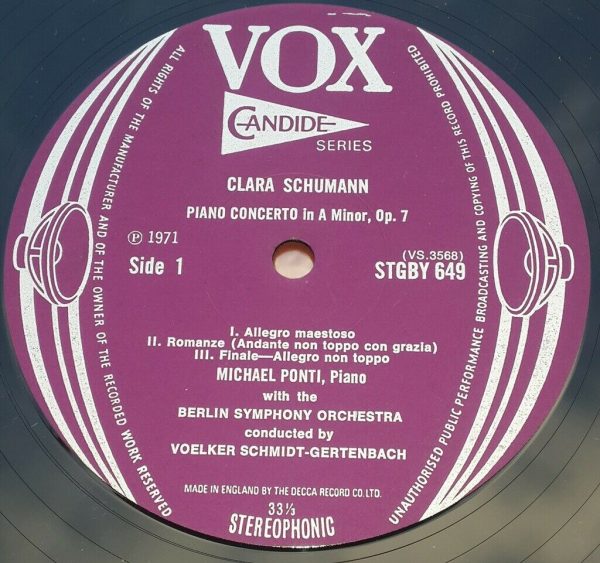 VOX
CANDIDE
SERIES
CLARA SCHUMANN
PIANO CONCERTO in A Minor, Op. 7
℗ 1971
Side 1
(VS.3568)
STGBY 649
I. Allegro maestoso
II. Romanze (Andante non toppo con grazia)
III. Finale—Allegro non toppo
MICHAEL PONTI, Piano
with the
BERLIN SYMPHONY ORCHESTRA
conducted by
VOELKER SCHMIDT-GERTENBACH
MADE IN ENGLAND BY THE DECCA RECORD CO. LTD.
33⅓
STEREOPHONIC
ALL RIGHTS OF THE MANUFACTURER AND OF THE OWNER OF THE RECORDED WORK RESERVED
UNAUTHORISED PUBLIC PERFORMANCE BROADCASTING AND COPYING OF THIS RECORD PROHIBITED